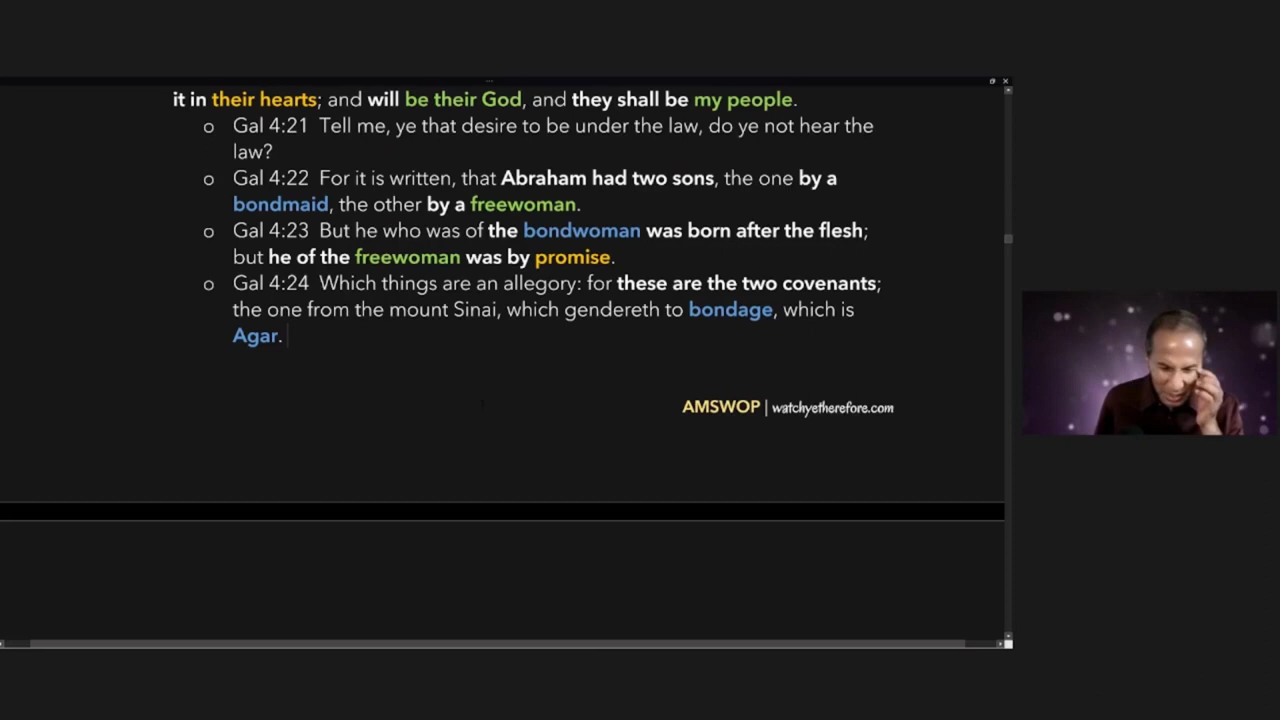 it in their hearts; and will be their God, and they shall be my people.
o Gal 4:21 Tell me, ye that desire to be under the law, do ye not hear the
law?
o Gal 4:22 For it is written, that Abraham had two sons, the one by a
bondmaid, the other by a freewoman.
o Gal 4:23 But he who was of the bondwoman was born after the flesh;
but he of the freewoman was by promise.
o Gal 4:24 Which things are an allegory: for these are the two covenants;
the one from the mount Sinai, which gendereth to bondage, which is
Agar.
AMSWOP | watchyetherefore.com